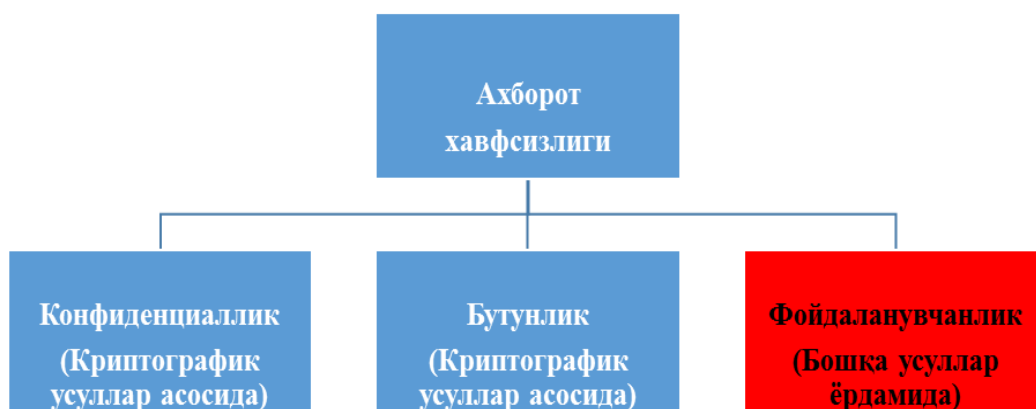 Ахборот
хавфсизлиги
Конфиденциаллик
(Криптографик
усуллар асосида)
Бутунлик
(Криптографик
усуллар асосида)
Фойдаланувчанлик
(Бошқа усуллар
ёрдамида)